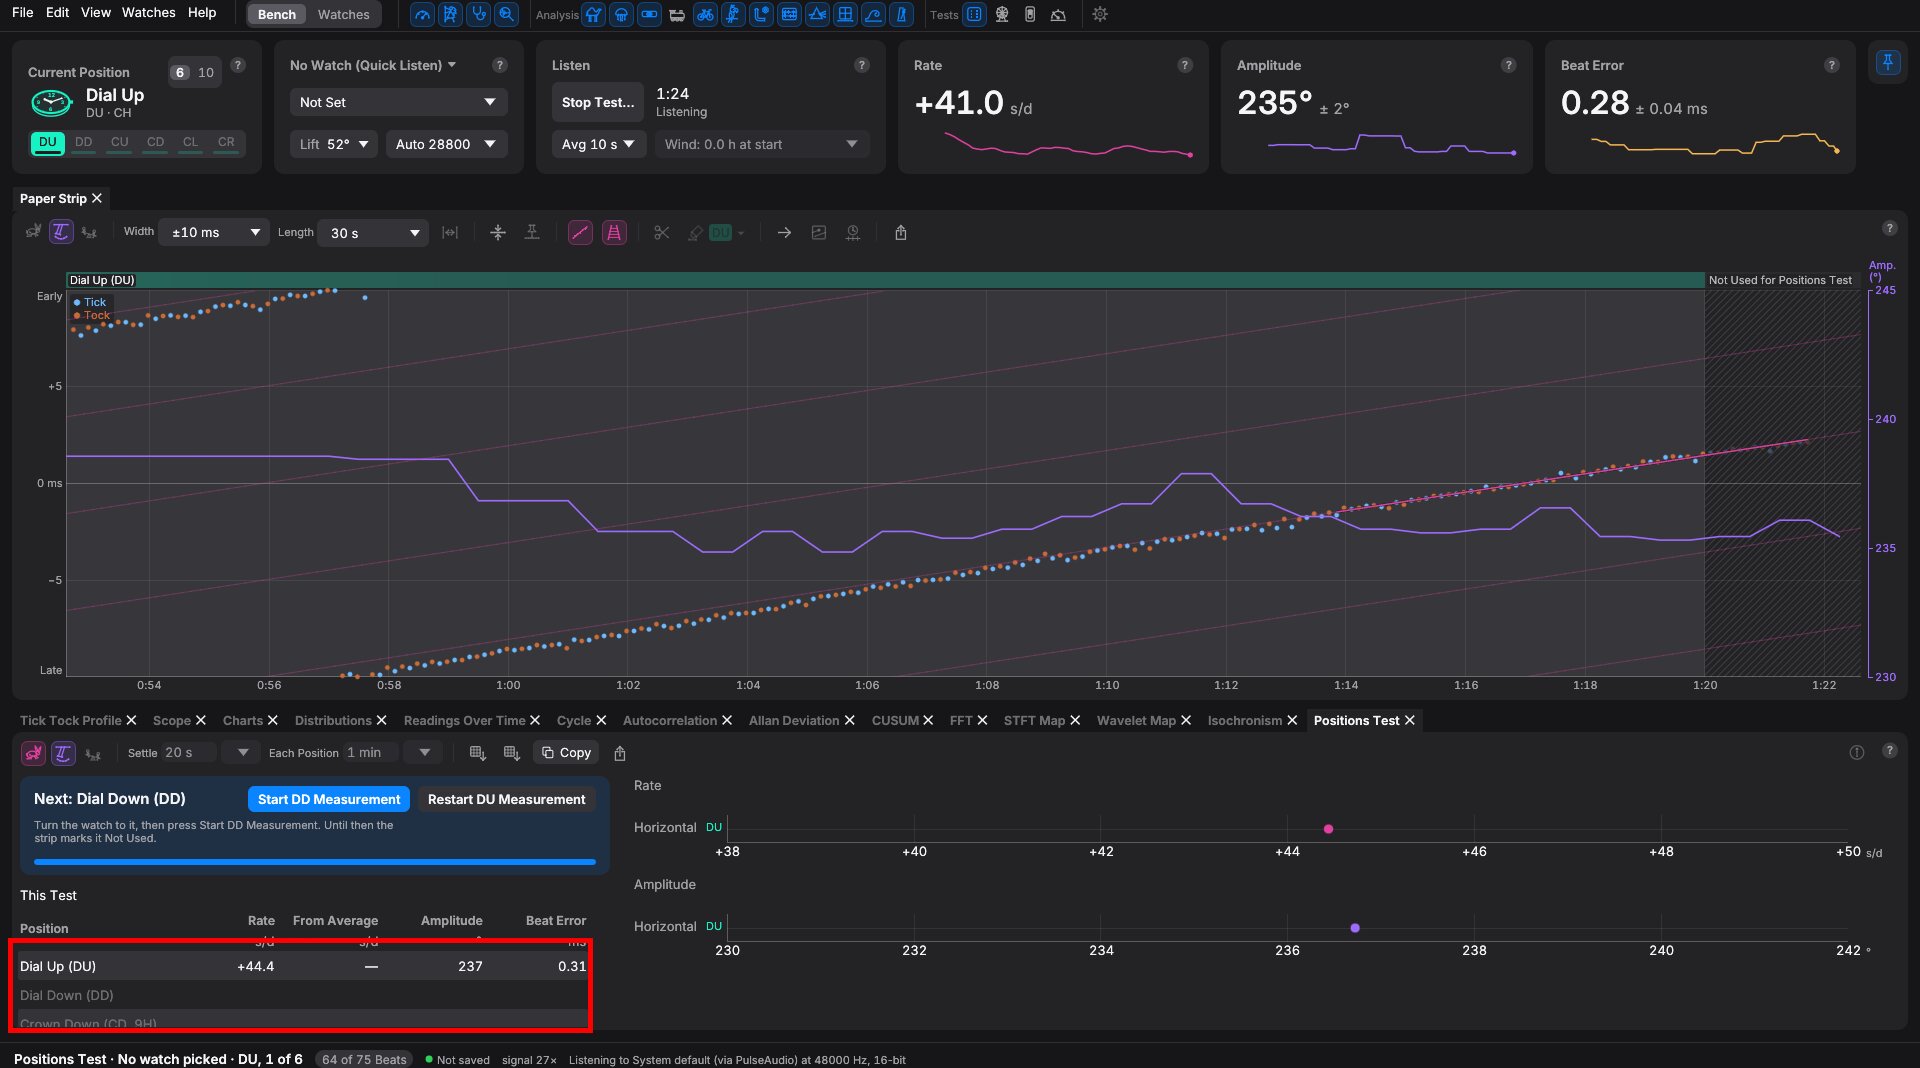 File Edit View Watches Help Bench Watches Analysis Tests
Current Position 6 10 ?
Dial Up
DU · CH
DU DD CU CD CL CR
No Watch (Quick Listen) ?
Not Set
Lift 52° Auto 28800
Listen ?
Stop Test... 1:24
Listening
Avg 10 s Wind: 0.0 h at start
Rate ?
+41.0 s/d
Amplitude ?
235° ± 2°
Beat Error ?
0.28 ± 0.04 ms
Paper Strip
Width ±10 ms Length 30 s DU ?
Amp.
(°)
Dial Up (DU) Not Used for Positions Test
Early 245
Tick
Tock
+5
240
0 ms
235
−5
Late
230
0:54 0:56 0:58 1:00 1:02 1:04 1:06 1:08 1:10 1:12 1:14 1:16 1:18 1:20 1:22
Tick Tock Profile Scope Charts Distributions Readings Over Time Cycle Autocorrelation Allan Deviation CUSUM FFT STFT Map Wavelet Map Isochronism Positions Test
Settle 20 s Each Position 1 min Copy ?
Next: Dial Down (DD) Start DD Measurement Restart DU Measurement
Turn the watch to it, then press Start DD Measurement. Until then the
strip marks it Not Used.
This Test
Position Rate From Average Amplitude Beat Error
s/d s/d ° ms
Dial Up (DU) +44.4 — 237 0.31
Dial Down (DD)
Crown Down (CD, 9H)
Rate
Horizontal DU
+38 +40 +42 +44 +46 +48 +50 s/d
Amplitude
Horizontal DU
230 232 234 236 238 240 242 °
Positions Test · No watch picked · DU, 1 of 6 64 of 75 Beats Not saved signal 27× Listening to System default (via PulseAudio) at 48000 Hz, 16-bit